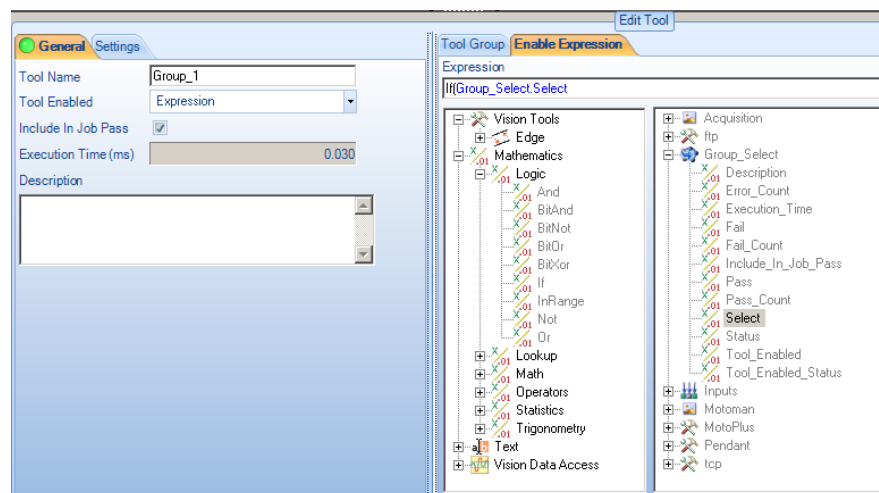 Edit Tool
General Settings
Tool Name Group_1
Tool Enabled Expression
Include In Job Pass
Execution Time (ms) 0.030
Description
Tool Group Enable Expression
Expression
If(Group_Select.Select
Vision Tools
Edge
Mathematics
Logic
And
BitAnd
BitNot
BitOr
BitXor
If
InRange
Not
Or
Lookup
Math
Operators
Statistics
Trigonometry
Text
Vision Data Access
Acquisition
ftp
Group_Select
Description
Error_Count
Execution_Time
Fail
Fail_Count
Include_In_Job_Pass
Pass
Pass_Count
Select
Status
Tool_Enabled
Tool_Enabled_Status
Inputs
Motoman
MotoPlus
Pendant
tcp